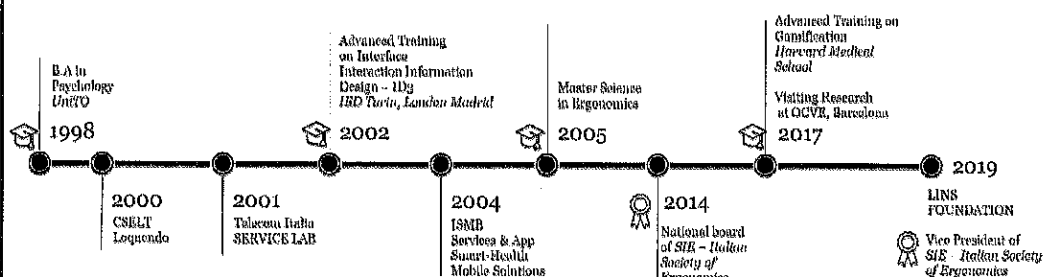 B.A in
Psychology
UniTO
1998
2000
CSELT
Loquendo
2001
Telecom Italia
SERVICE LAB
Advanced Training
on Interface
Interaction Information
Design – ID3
IED Turin, London Madrid
2002
2004
ISMB
Services & App
Smart-Health
Mobile Solutions
Master Science
in Ergonomics
2005
2014
National board
of SIE – Italian
Society of
Ergonomics
Advanced Training on
Gamification
Harvard Medical
School
Visiting Research
at OCVE, Barcelona
2017
2019
LINS
FOUNDATION
Vice President of
SIE – Italian Society
of Ergonomics